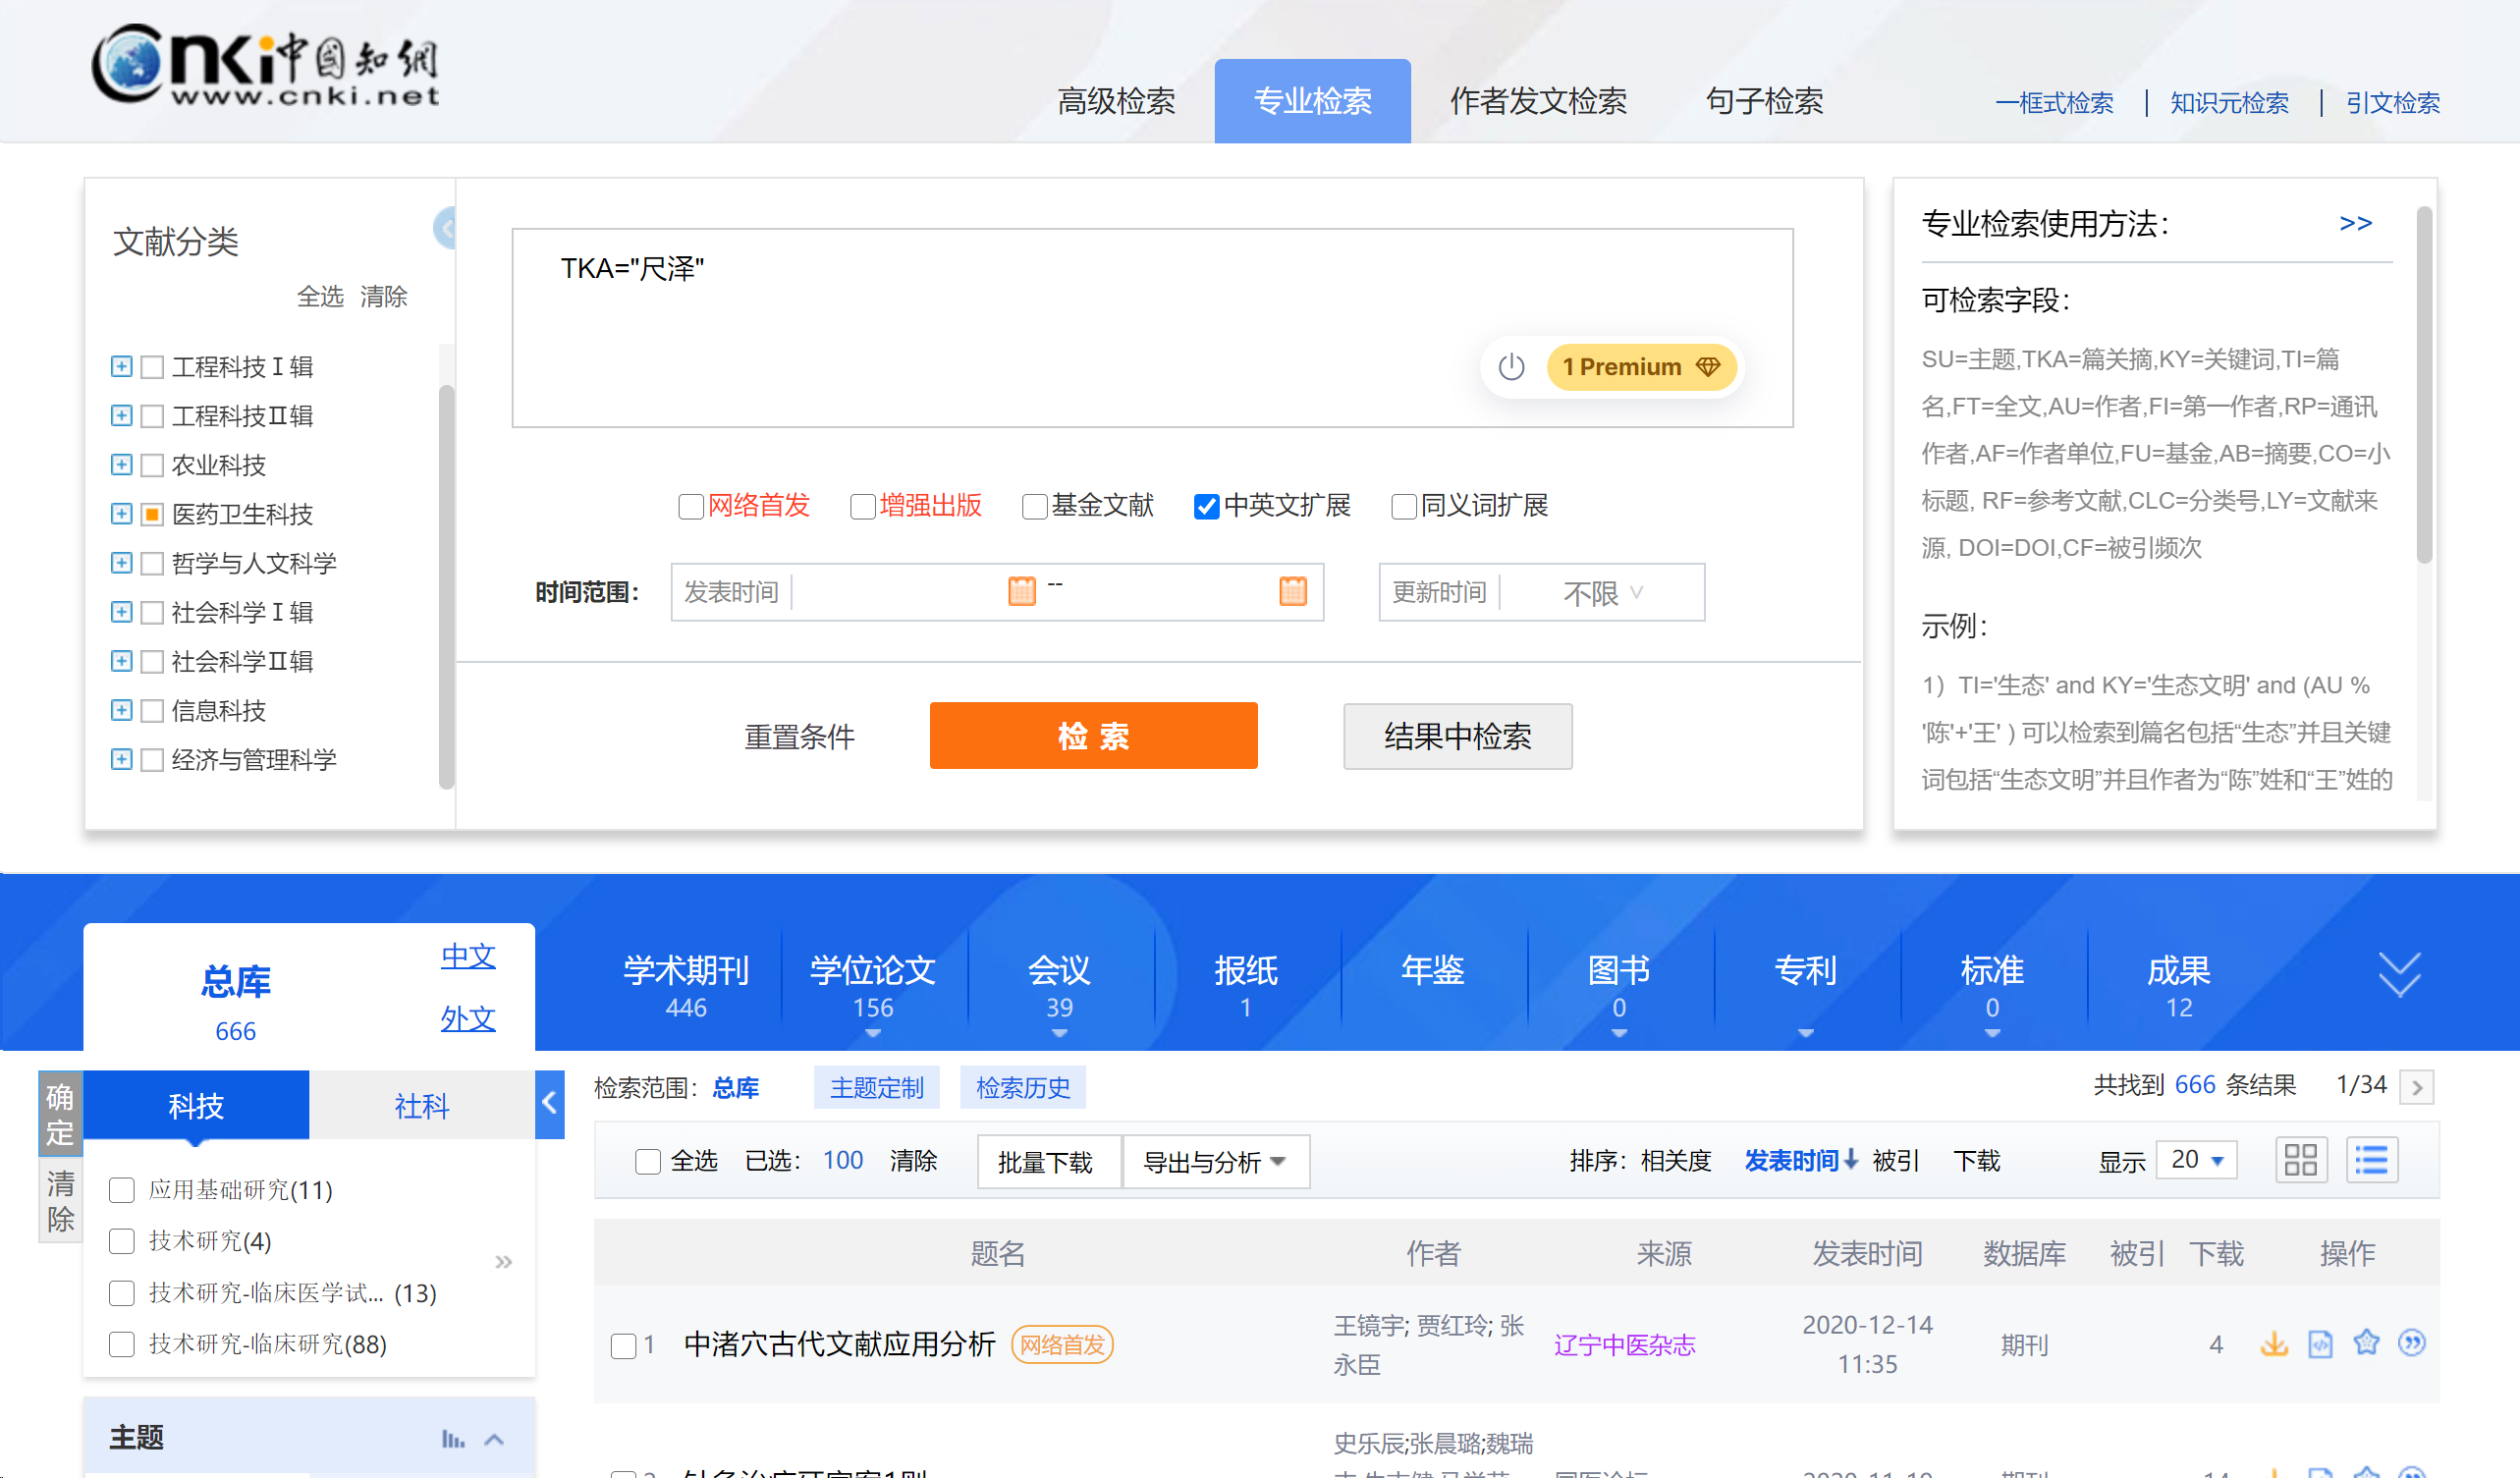 cnki中国知網
www.cnki.net
高级检索 专业检索 作者发文检索 句子检索 一框式检索 | 知识元检索 | 引文检索
文献分类
全选 清除
工程科技Ⅰ辑
工程科技Ⅱ辑
农业科技
医药卫生科技
哲学与人文科学
社会科学Ⅰ辑
社会科学Ⅱ辑
信息科技
经济与管理科学
TKA="尺泽"
1 Premium
网络首发 增强出版 基金文献 中英文扩展 同义词扩展
时间范围： 发表时间 -- 更新时间 不限
重置条件 检索 结果中检索
专业检索使用方法： >>
可检索字段：
SU=主题,TKA=篇关摘,KY=关键词,TI=篇
名,FT=全文,AU=作者,FI=第一作者,RP=通讯
作者,AF=作者单位,FU=基金,AB=摘要,CO=小
标题, RF=参考文献,CLC=分类号,LY=文献来
源, DOI=DOI,CF=被引频次
示例：
1）TI='生态' and KY='生态文明' and (AU %
'陈'+'王' ) 可以检索到篇名包括“生态”并且关键
词包括“生态文明”并且作者为“陈”姓和“王”姓的
总库
666
中文
外文
学术期刊 学位论文 会议 报纸 年鉴 图书 专利 标准 成果
446 156 39 1 0 0 12
确定
清除
科技 社科
应用基础研究(11)
技术研究(4)
技术研究-临床医学试... (13)
技术研究-临床研究(88)
主题
检索范围：总库 主题定制 检索历史 共找到 666 条结果 1/34
全选 已选： 100 清除 批量下载 导出与分析 排序： 相关度 发表时间 被引 下载 显示 20
题名 作者 来源 发表时间 数据库 被引 下载 操作
1 中渚穴古代文献应用分析 网络首发 王镜宇; 贾红玲; 张 辽宁中医杂志 2020-12-14 期刊 4
永臣 11:35
史乐辰;张晨璐;魏瑞